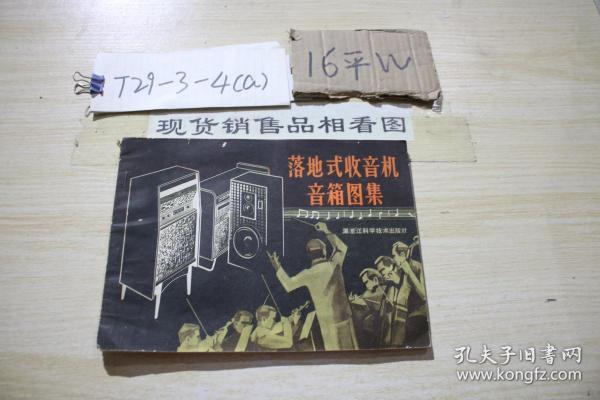 T29-3-4(a)
16平W
现货销售品相看图
落地式收音机
音箱图集
黑龙江科学技术出版社
孔夫子旧书网
www.kongfz.com